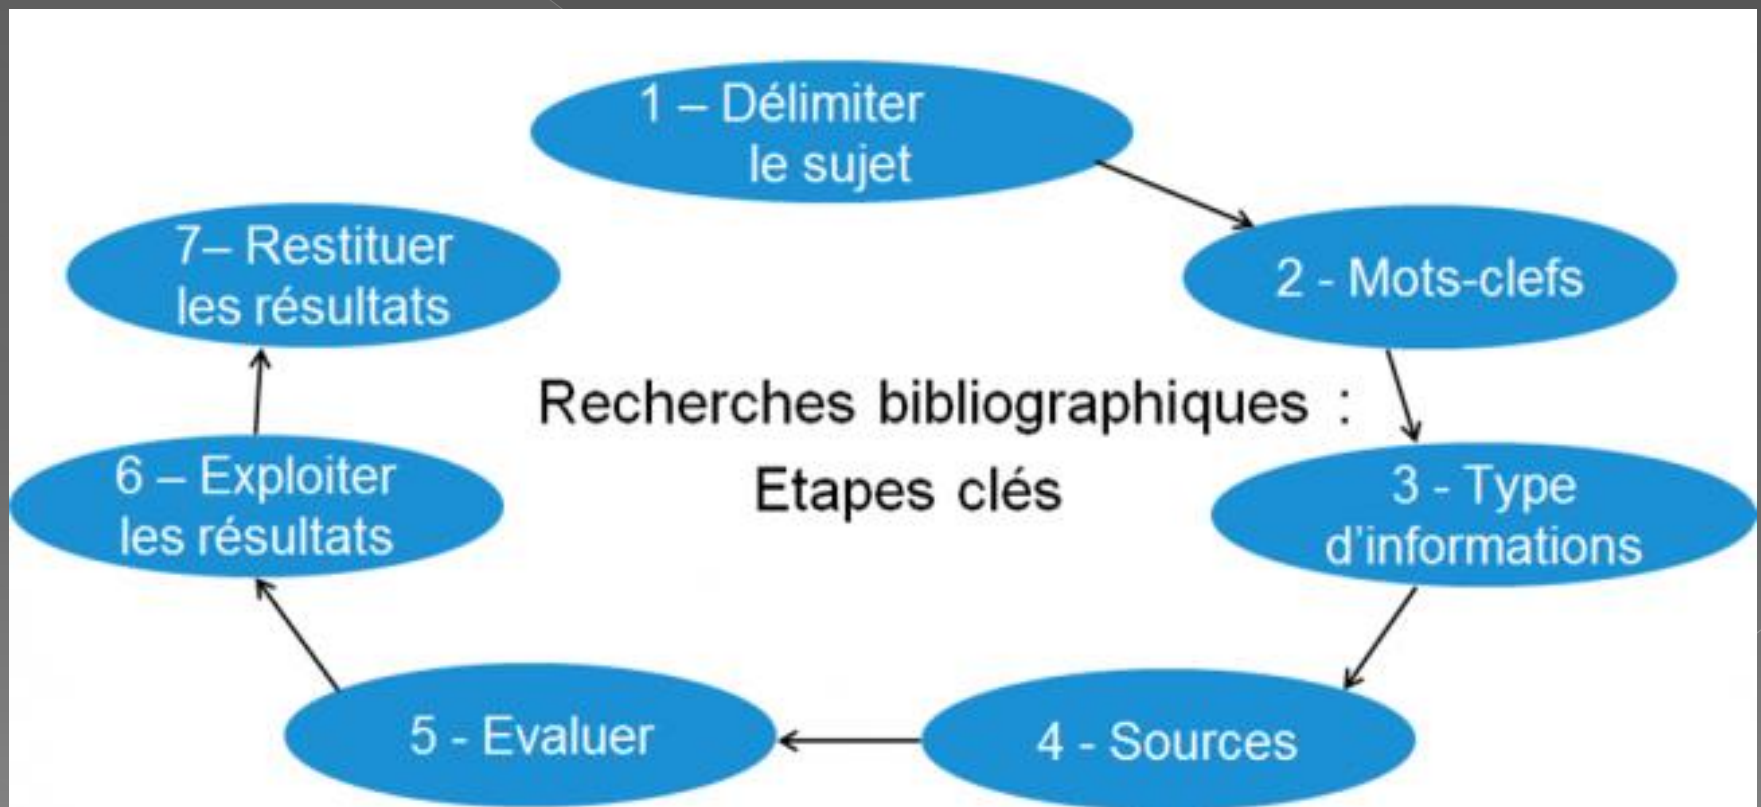 1 – Délimiter
le sujet
2 - Mots-clefs
3 - Type
d'informations
4 - Sources
5 - Evaluer
6 – Exploiter
les résultats
7– Restituer
les résultats
Recherches bibliographiques :
Etapes clés